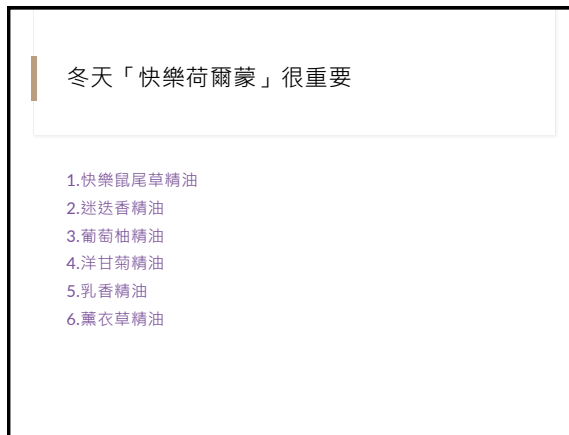 冬天「快樂荷爾蒙」很重要
1.快樂鼠尾草精油
2.迷迭香精油
3.葡萄柚精油
4.洋甘菊精油
5.乳香精油
6.薰衣草精油